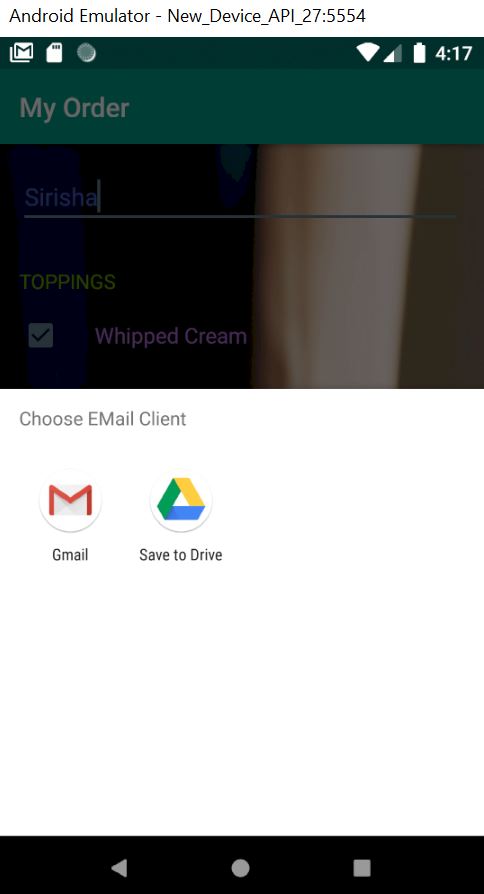 Android Emulator - New_Device_API_27:5554
4:17
My Order
Sirisha
TOPPINGS
Whipped Cream
Choose EMail Client
Gmail
Save to Drive